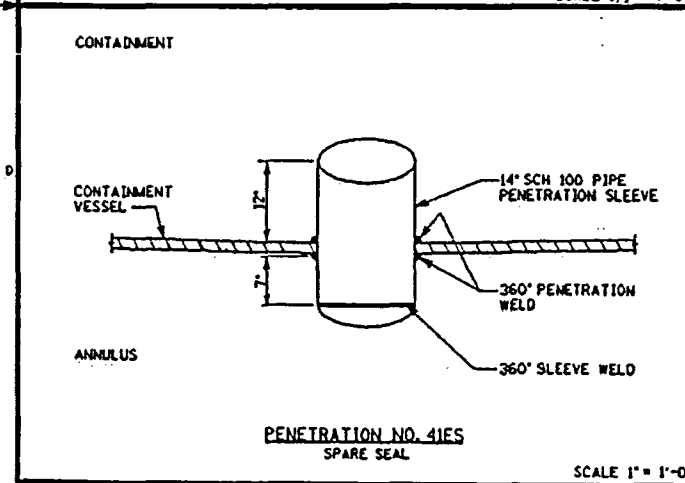 CONTAINMENT
D
CONTAINMENT
VESSEL
12"
7"
14" SCH 100 PIPE
PENETRATION SLEEVE
360° PENETRATION
WELD
360° SLEEVE WELD
ANNULUS
PENETRATION NO. 41ES
SPARE SEAL
SCALE 1" = 1'-0